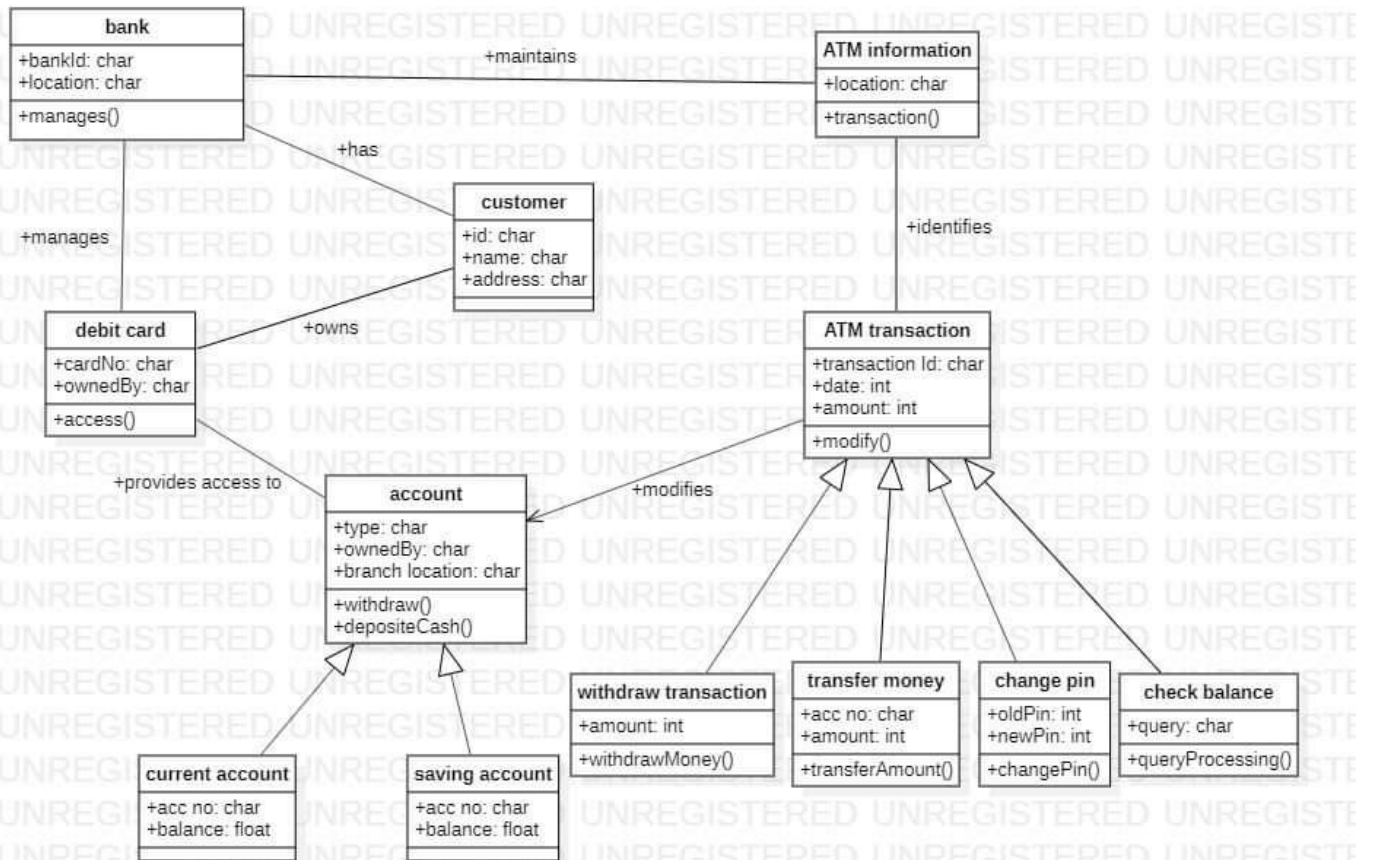 bank
+bankId: char
+location: char
+manages()
+maintains
ATM information
+location: char
+transaction()
+has
customer
+id: char
+name: char
+address: char
+manages
+identifies
+owns
debit card
+cardNo: char
+ownedBy: char
+access()
ATM transaction
+transaction Id: char
+date: int
+amount: int
+modify()
+provides access to
+modifies
account
+type: char
+ownedBy: char
+branch location: char
+withdraw()
+depositeCash()
withdraw transaction
+amount: int
+withdrawMoney()
transfer money
+acc no: char
+amount: int
+transferAmount()
change pin
+oldPin: int
+newPin: int
+changePin()
check balance
+query: char
+queryProcessing()
current account
+acc no: char
+balance: float
saving account
+acc no: char
+balance: float
UNREGISTERED